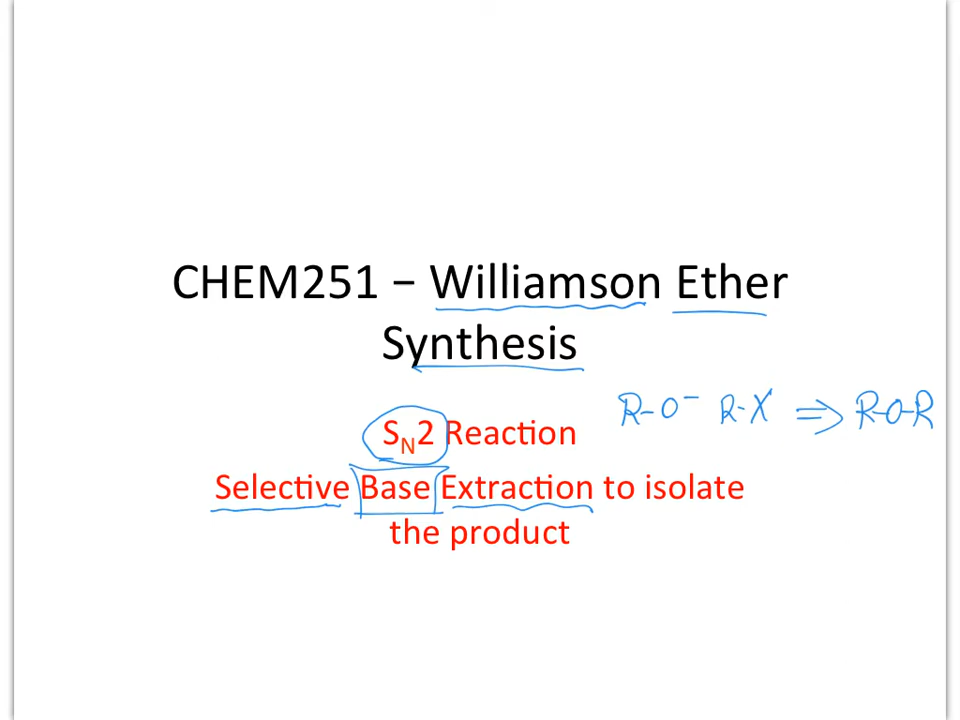 CHEM251 – Williamson Ether
Synthesis
R-O⁻ R-X ⇒ R-O-R
SN2 Reaction
Selective Base Extraction to isolate
the product